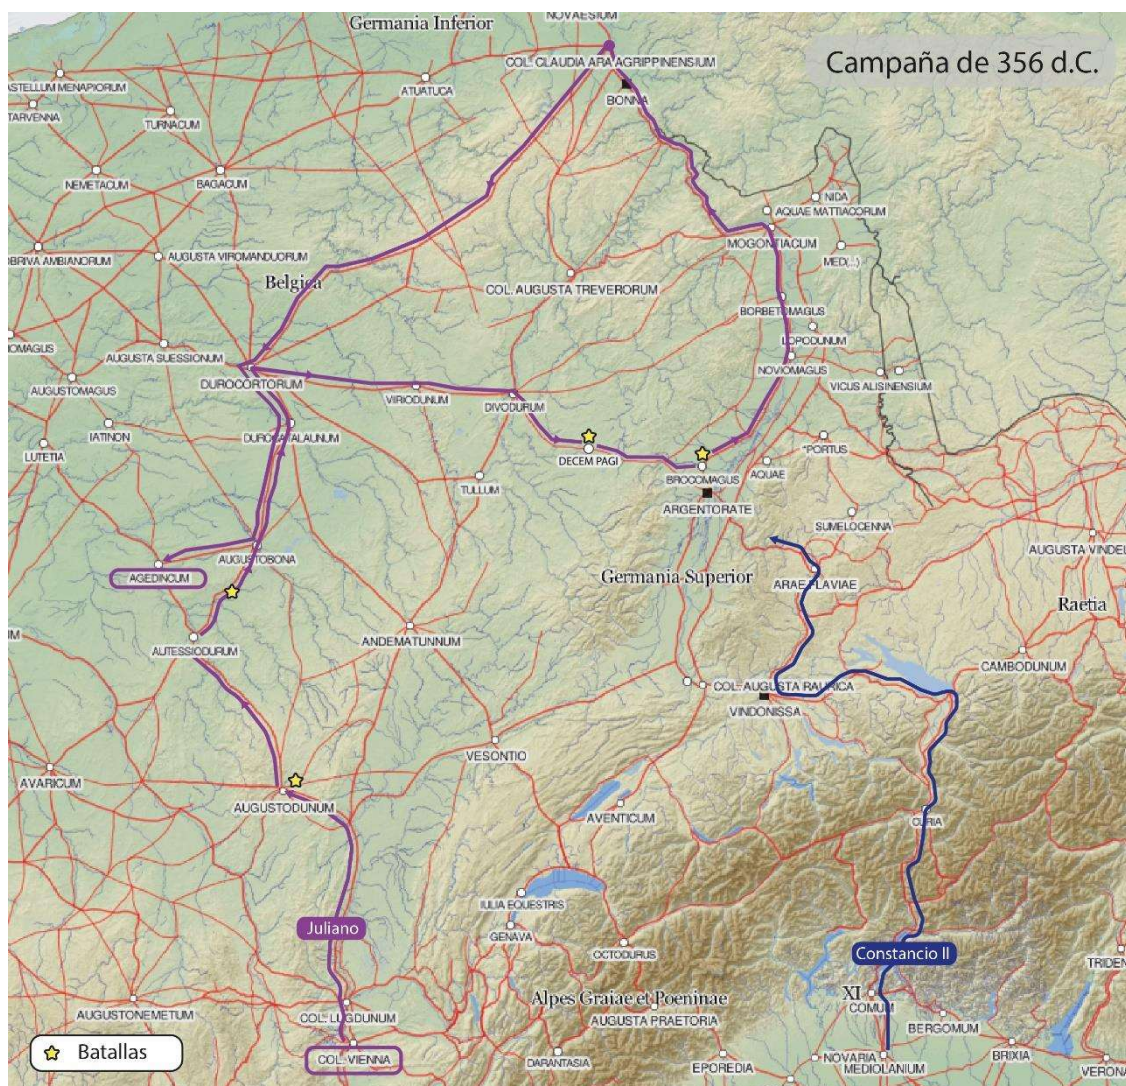 NOVAESIUM
Germania Inferior
Campaña de 356 d.C.
COL. CLAUDIA ARA AGRIPPINENSIUM
ASTELLUM MENAPIORUM
ATUATUCA
BONNA
TARVENNA
TURNACUM
NEMETACUM
BAGACUM
NIDA
AQUAE MATTIACORUM
MOGONTIACUM
OBRIVA AMBIANORUM
AUGUSTA VIROMANDUORUM
MED(...)
Belgica
COL. AUGUSTA TREVERORUM
BORBETOMAGUS
LOPODUNUM
OMAGUS
AUGUSTA SUESSIONUM
NOVIOMAGUS
DUROCORTORUM
VICUS ALISINENSIUM
AUGUSTOMAGUS
VIRIODUNUM
DIVODURUM
IATINON
DUROCATALAUNUM
LUTETIA
DECEM PAGI
*PORTUS
BROCOMAGUS
AQUAE
TULLUM
ARGENTORATE
SUMELOCENNA
AUGUSTOBONA
AUGUSTA VINDEL
AGEDINCUM
Germania Superior
ARAE FLAVIAE
Raetia
UM
ANDEMATUNNUM
AUTESSIODURUM
CAMBODUNUM
COL. AUGUSTA RAURICA
VINDONISSA
VESONTIO
AVARICUM
AUGUSTODUNUM
AVENTICUM
CURIA
IULIA EQUESTRIS
Juliano
GENAVA
OCTODURUS
Constancio II
TRIDEN
XI
Alpes Graiae et Poeninae
COMUM
AUGUSTONEMETUM
COL. LUGDUNUM
AUGUSTA PRAETORIA
BERGOMUM
Batallas
COL. VIENNA
DARANTASIA
EPOREDIA
NOVARIA
MEDIOLANIUM
BRIXIA
VERONA